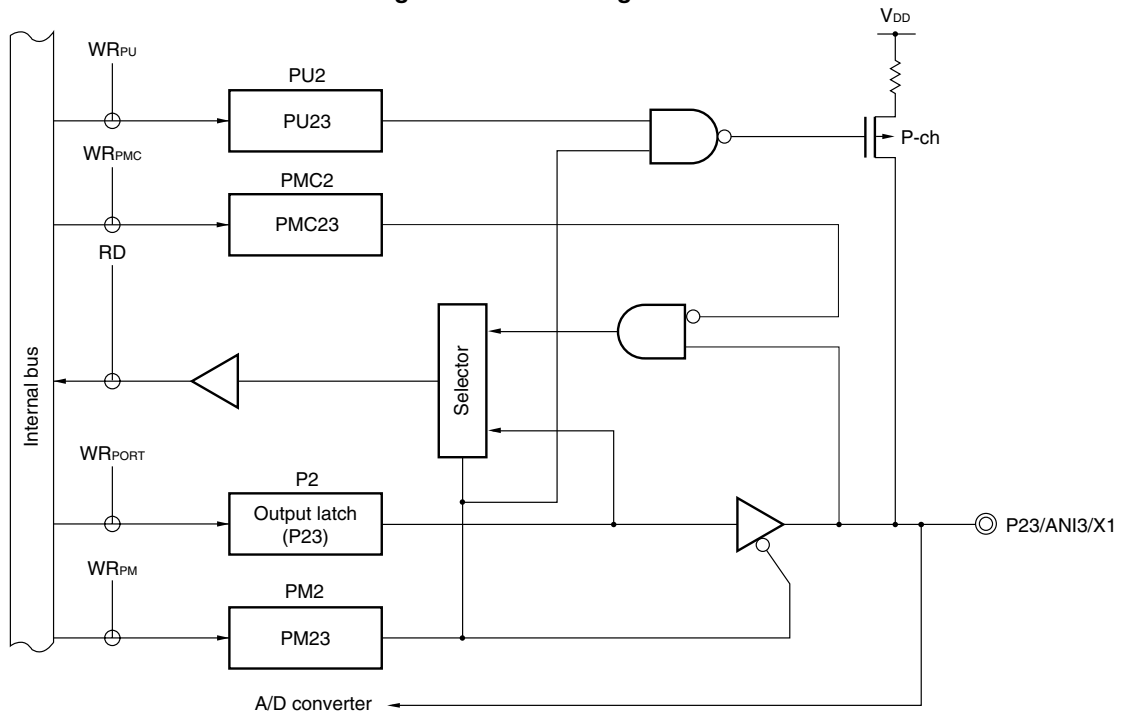 VDD
WRPU
PU2
PU23
P-ch
WRPMC
PMC2
PMC23
RD
Internal bus
Selector
WRPORT
P2
Output latch
(P23)
P23/ANI3/X1
WRPM
PM2
PM23
A/D converter